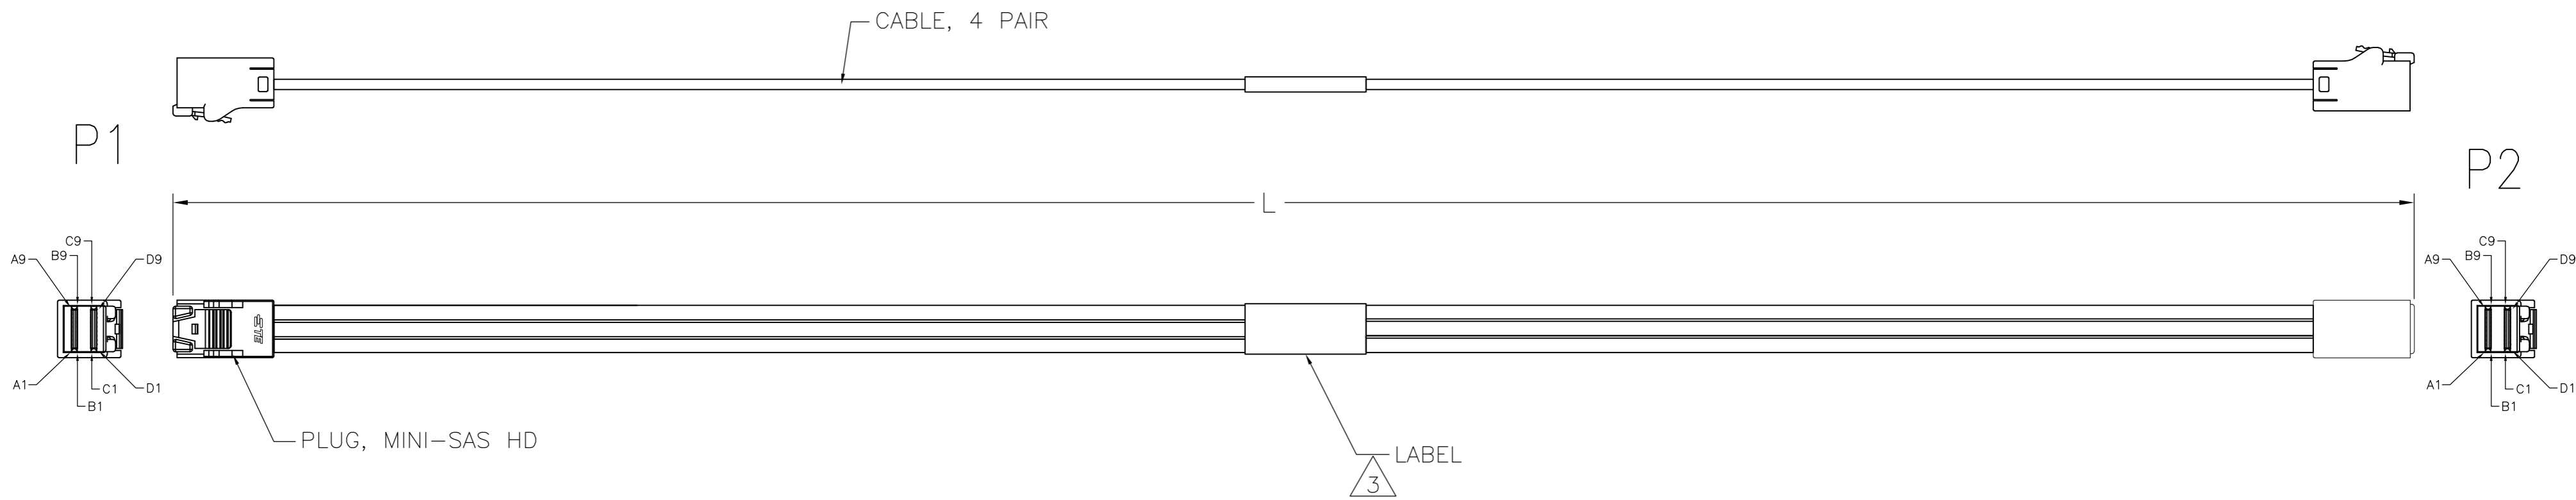 CABLE, 4 PAIR
P1
P2
L
C9
B9
A9
D9
A1
C1
D1
B1
TE
C9
B9
A9
D9
A1
C1
D1
B1
PLUG, MINI-SAS HD
LABEL
3